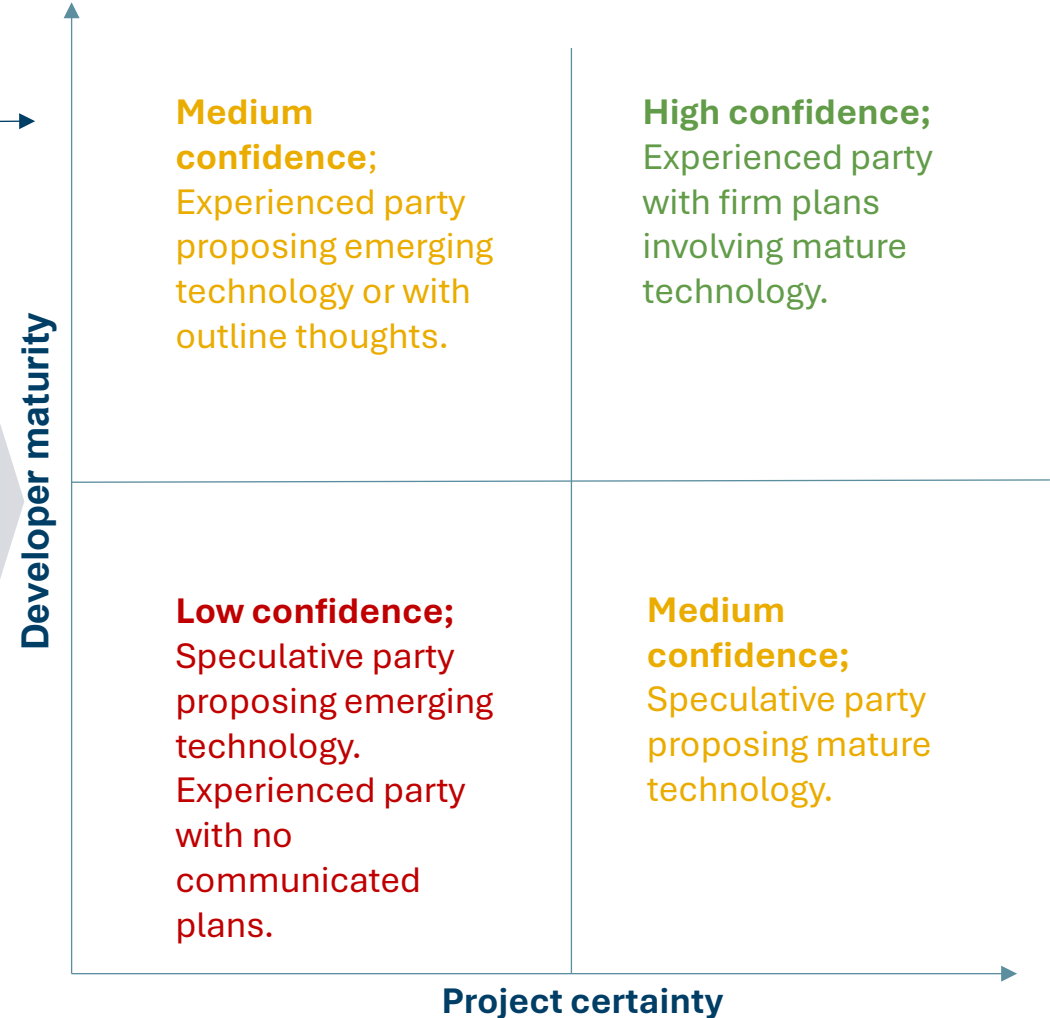 Medium
confidence;
Experienced party
proposing emerging
technology or with
outline thoughts.
High confidence;
Experienced party
with firm plans
involving mature
technology.
Developer maturity
Low confidence;
Speculative party
proposing emerging
technology.
Experienced party
with no
communicated
plans.
Medium
confidence;
Speculative party
proposing mature
technology.
Project certainty